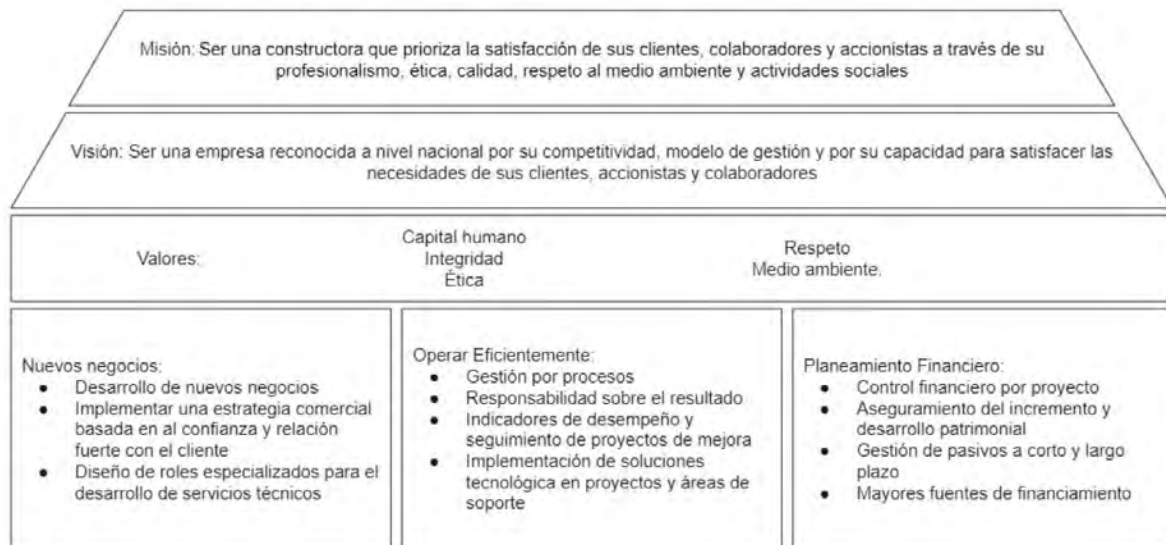 Misión: Ser una constructora que prioriza la satisfacción de sus clientes, colaboradores y accionistas a través de su
profesionalismo, ética, calidad, respeto al medio ambiente y actividades sociales
Visión: Ser una empresa reconocida a nivel nacional por su competitividad, modelo de gestión y por su capacidad para satisfacer las
necesidades de sus clientes, accionistas y colaboradores
Valores:
Capital humano
Integridad
Ética
Respeto
Medio ambiente.
Nuevos negocios:
● Desarrollo de nuevos negocios
● Implementar una estrategia comercial
basada en al confianza y relación
fuerte con el cliente
● Diseño de roles especializados para el
desarrollo de servicios técnicos
Operar Eficientemente:
● Gestión por procesos
● Responsabilidad sobre el resultado
● Indicadores de desempeño y
seguimiento de proyectos de mejora
● Implementación de soluciones
tecnológica en proyectos y áreas de
soporte
Planeamiento Financiero:
● Control financiero por proyecto
● Aseguramiento del incremento y
desarrollo patrimonial
● Gestión de pasivos a corto y largo
plazo
● Mayores fuentes de financiamiento